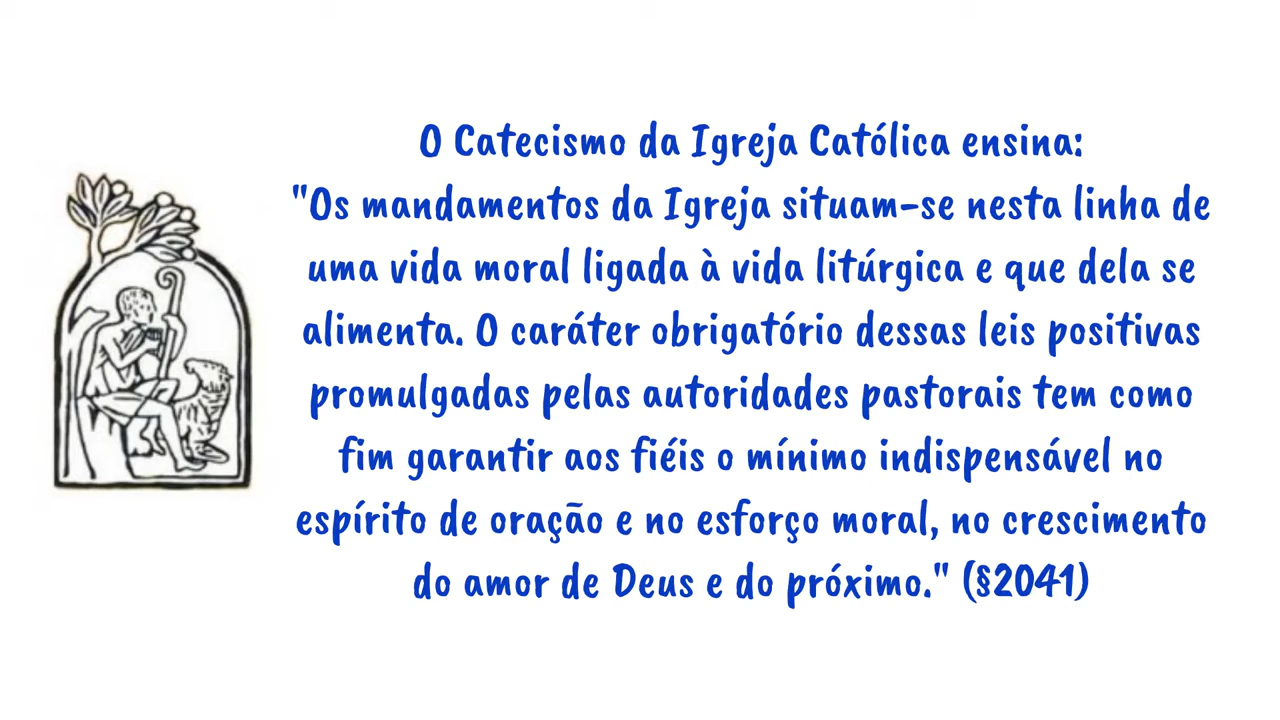 O Catecismo da Igreja Católica ensina:
"Os mandamentos da Igreja situam-se nesta linha de
uma vida moral ligada à vida litúrgica e que dela se
alimenta. O caráter obrigatório dessas leis positivas
promulgadas pelas autoridades pastorais tem como
fim garantir aos fiéis o mínimo indispensável no
espírito de oração e no esforço moral, no crescimento
do amor de Deus e do próximo." (§2041)